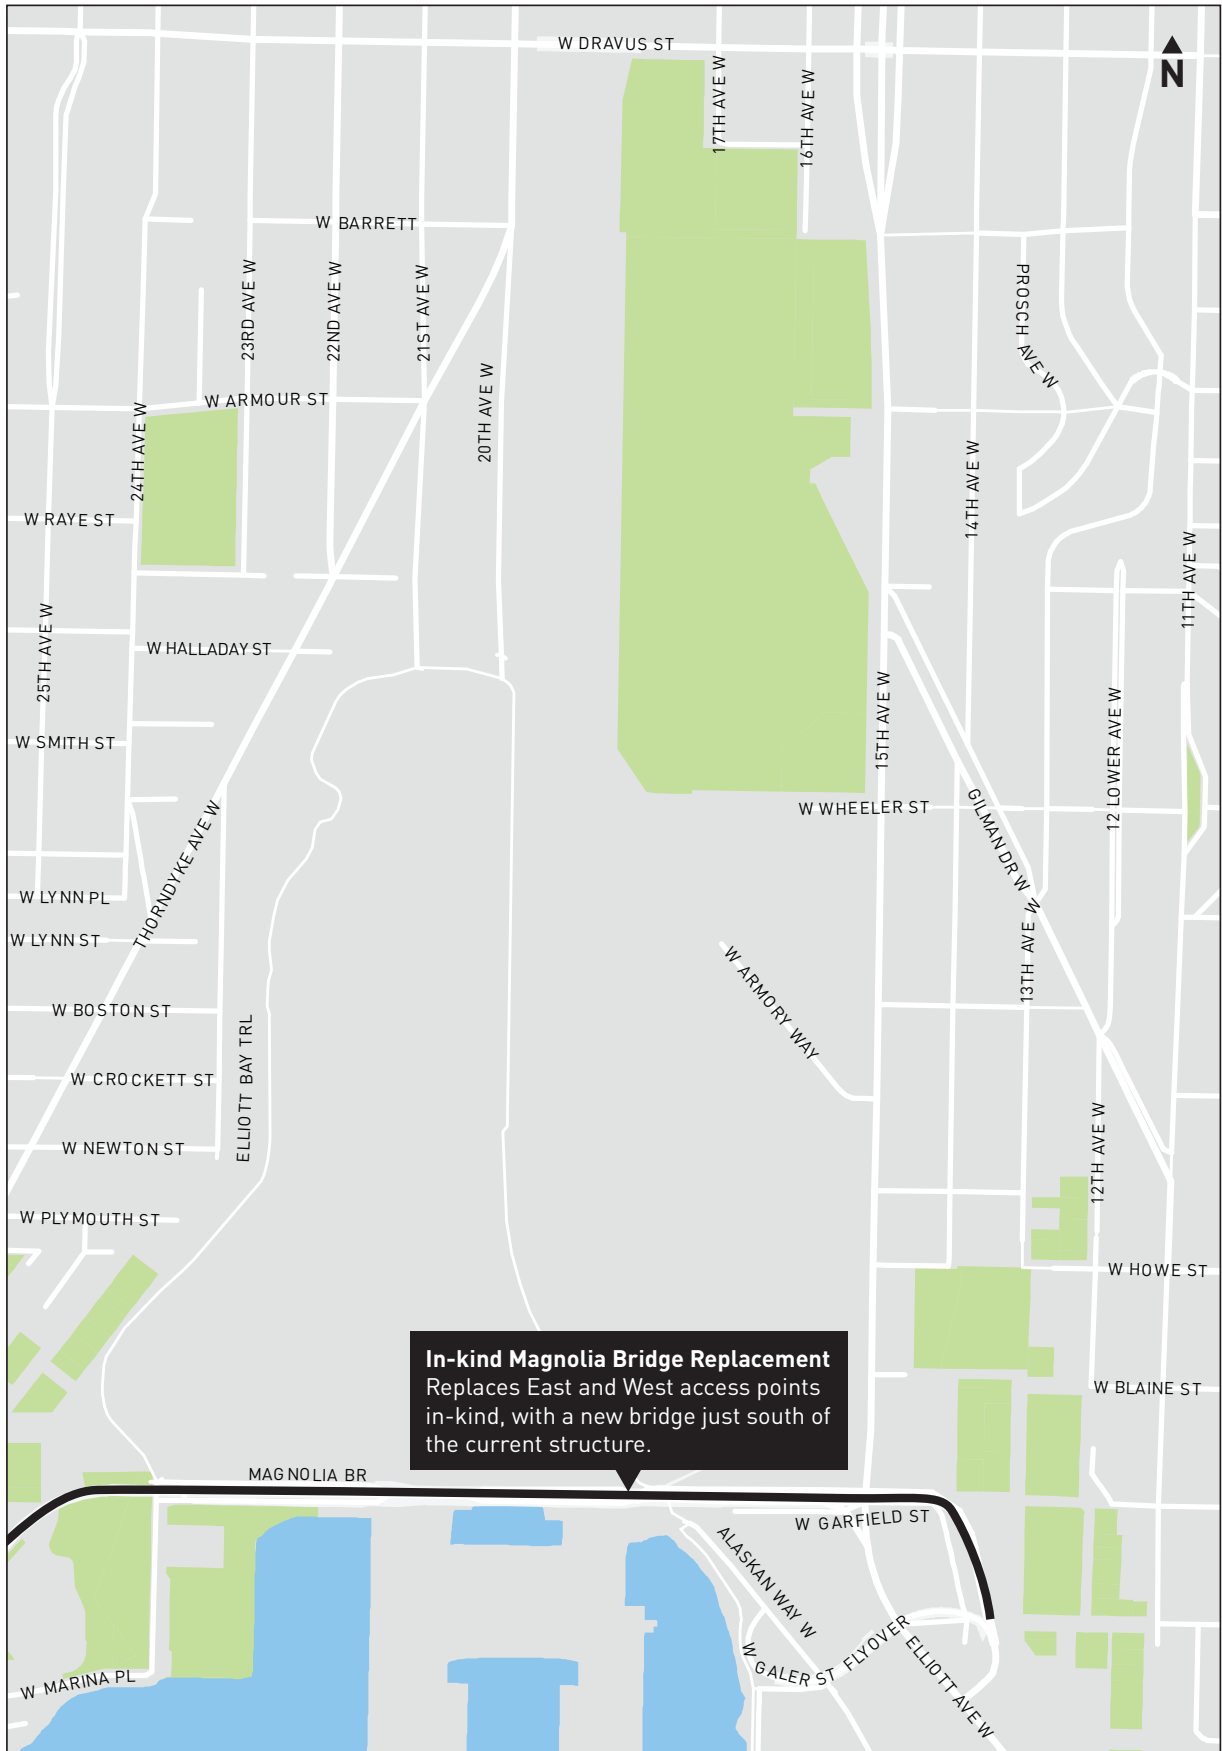 W DRAVUS ST
N
17TH AVE W
16TH AVE W
W BARRETT
23RD AVE W
22ND AVE W
21ST AVE W
PROSCH AVE W
20TH AVE W
W ARMOUR ST
24TH AVE W
14TH AVE W
W RAYE ST
11TH AVE W
25TH AVE W
W HALLADAY ST
15TH AVE W
12 LOWER AVE W
W SMITH ST
THORNDYKE AVE W
W WHEELER ST
GILMAN DR W
W LYNN PL
W LYNN ST
13TH AVE W
W ARMORY WAY
W BOSTON ST
ELLIOTT BAY TRL
W CROCKETT ST
W NEWTON ST
12TH AVE W
W PLYMOUTH ST
W HOWE ST
In-kind Magnolia Bridge Replacement
Replaces East and West access points
in-kind, with a new bridge just south of
the current structure.
W BLAINE ST
MAGNOLIA BR
W GARFIELD ST
ALASKAN WAY W
W GALER ST FLYOVER
ELLIOTT AVE W
W MARINA PL